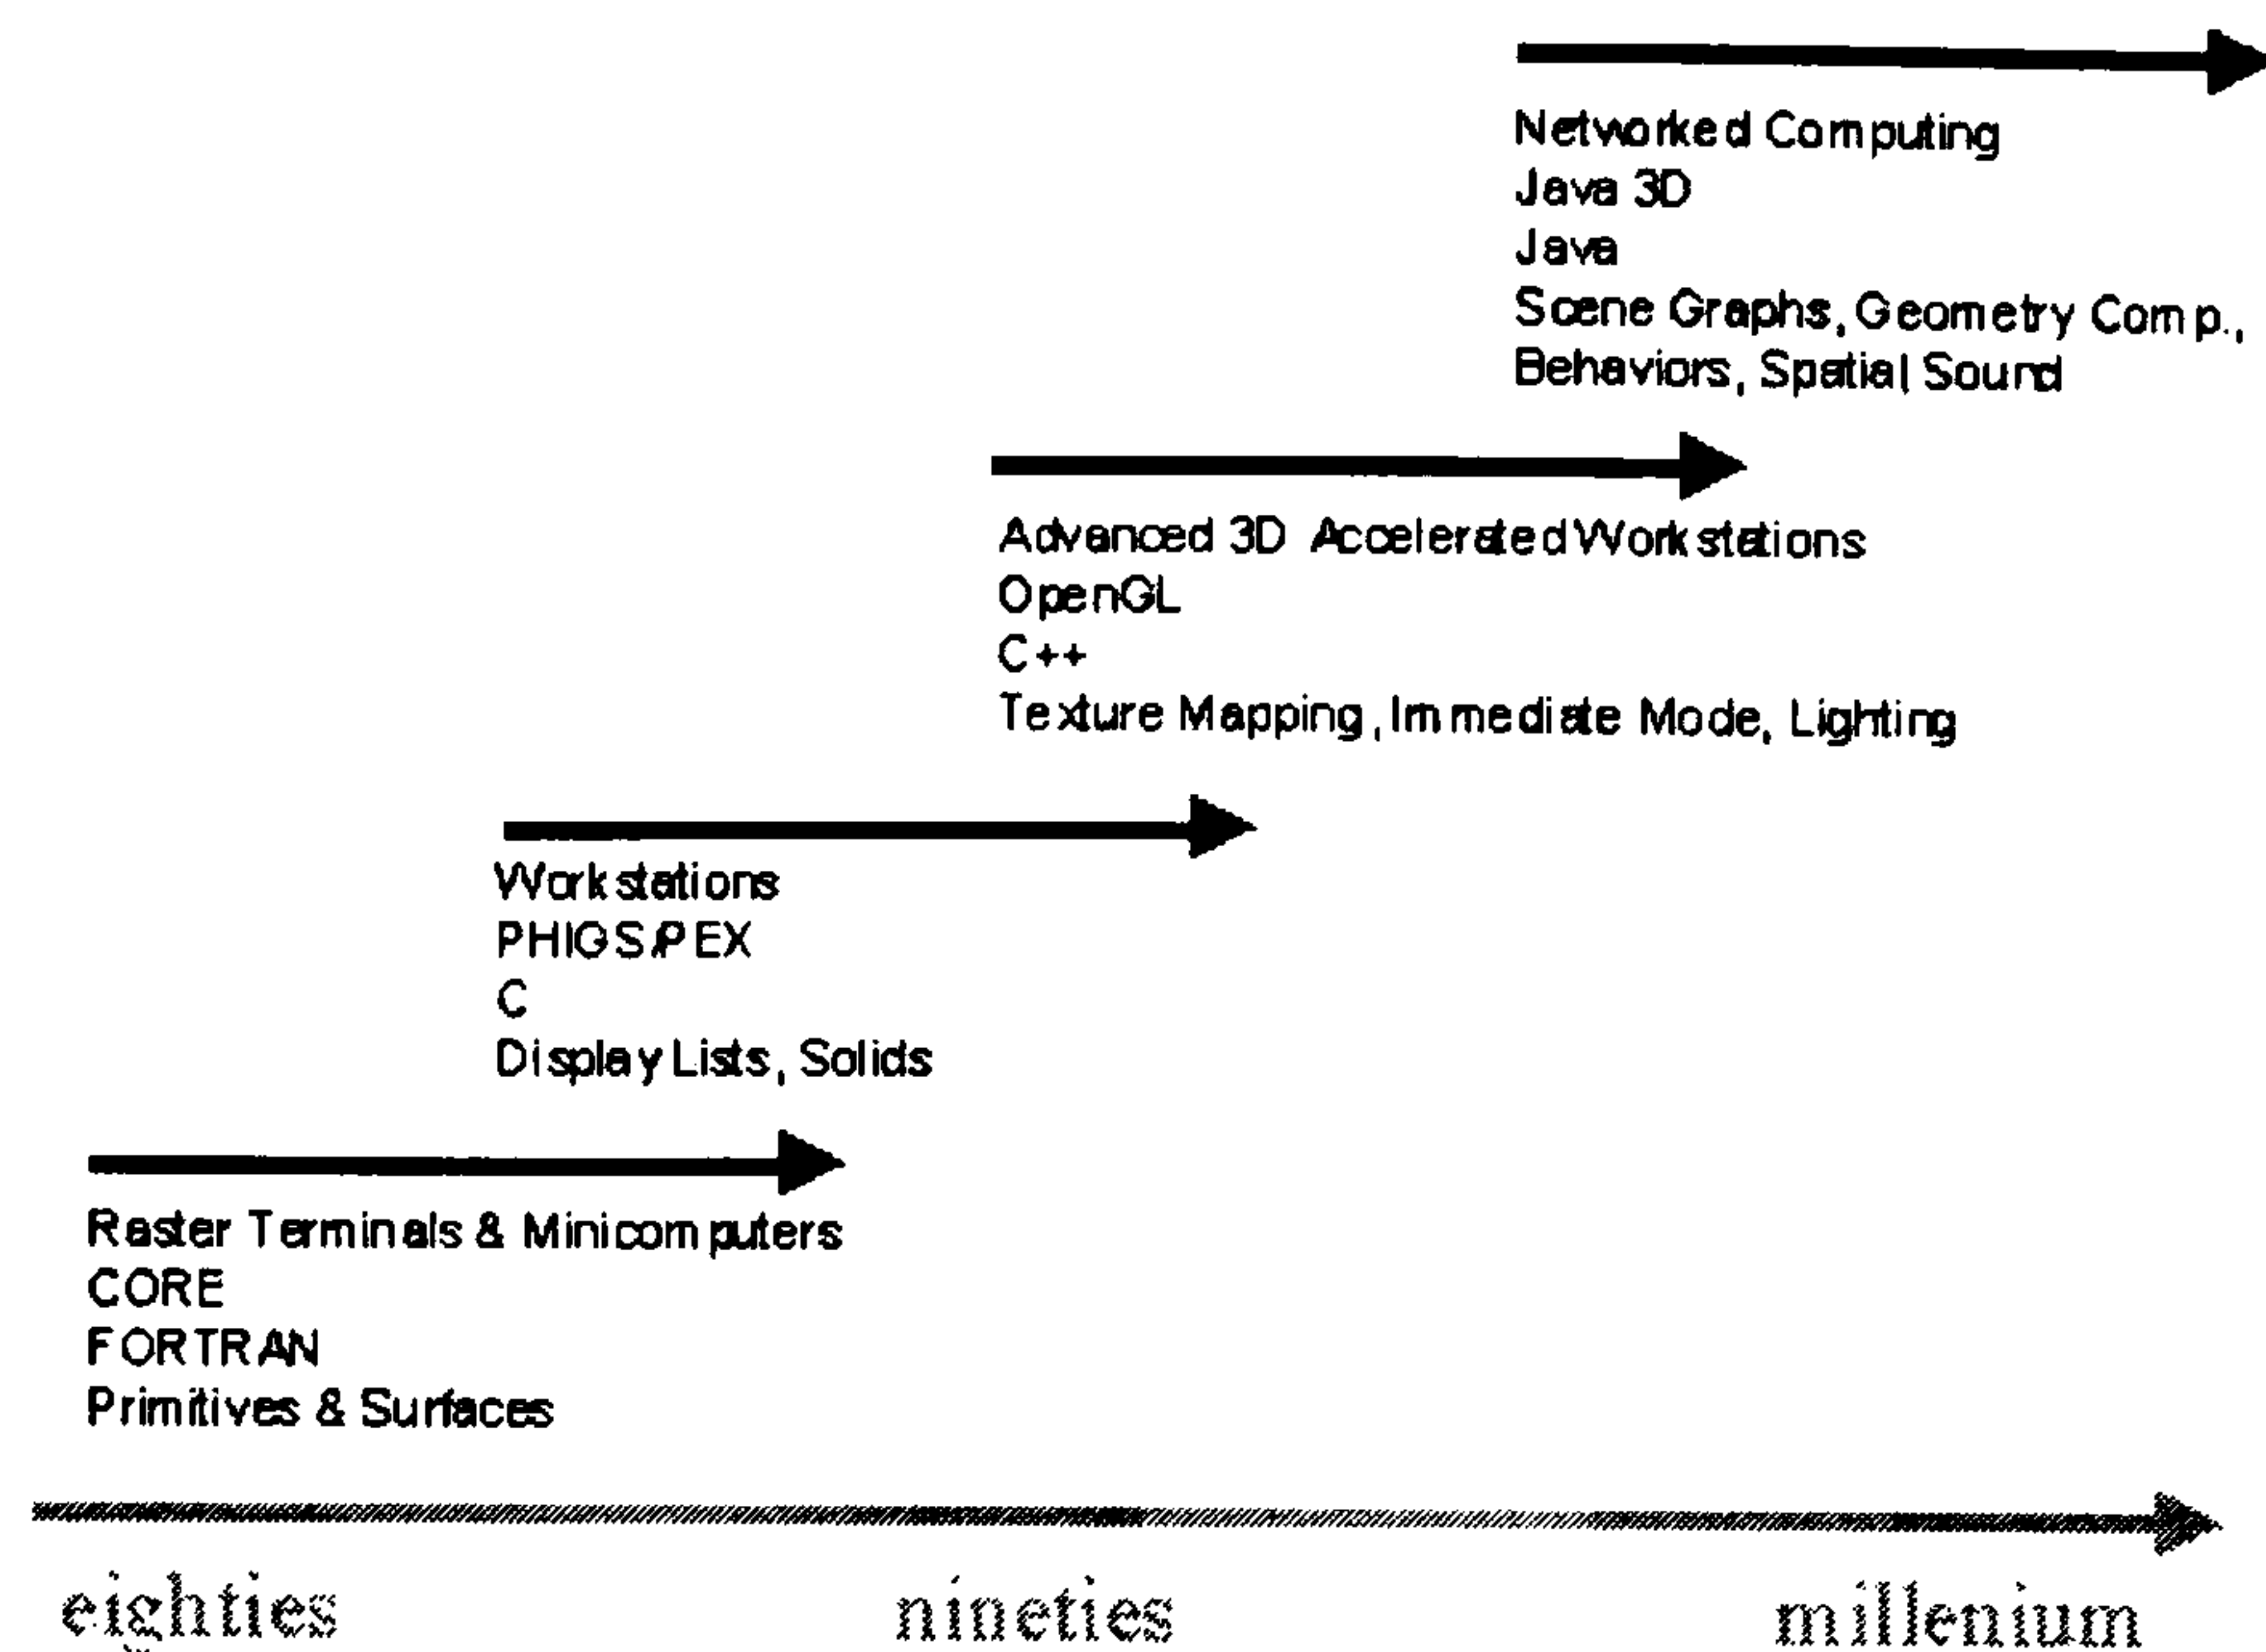 Networked Computing
Java 3D
Java
Scene Graphs, Geometry Comp.,
Behaviors, Spatial Sound
Advanced 3D Accelerated Workstations
OpenGL
C++
Texture Mapping, Immediate Mode, Lighting
Workstations
PHIGS/PEX
C
Display Lists, Solids
Raster Terminals & Minicomputers
CORE
FORTRAN
Primitives & Surfaces
eighties nineties millenium